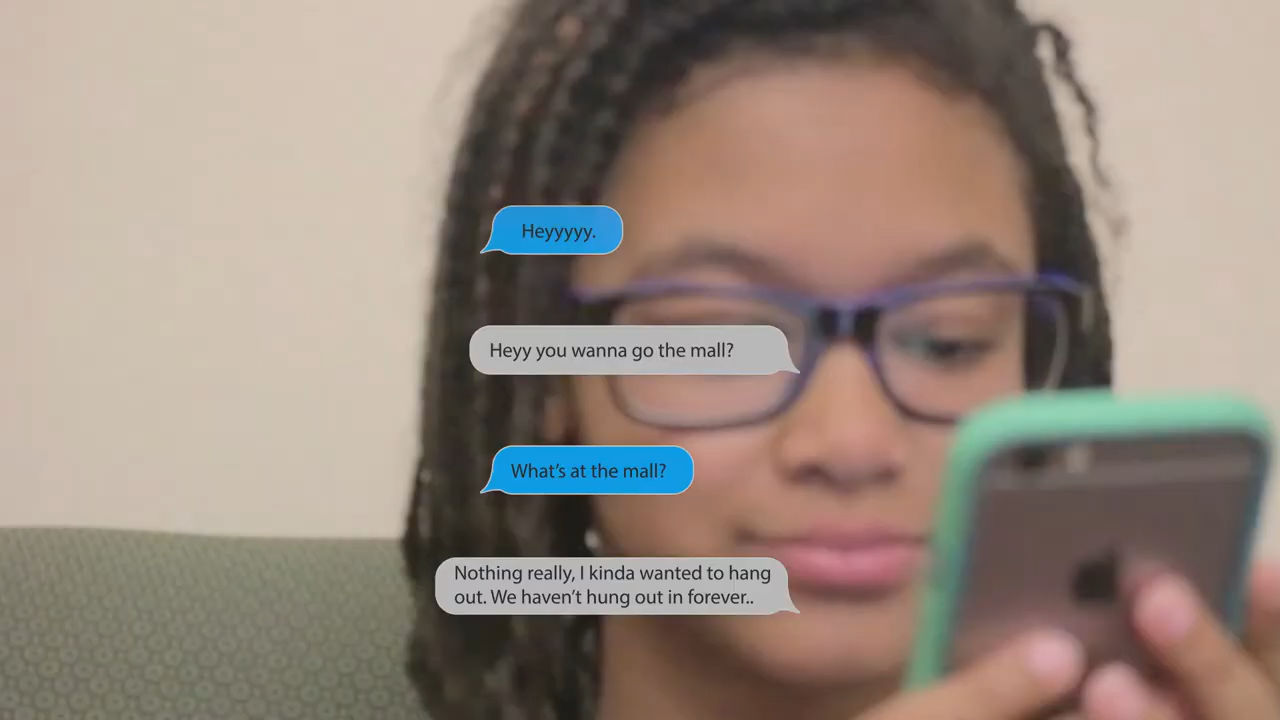 Heyyyyy.
Heyy you wanna go the mall?
What's at the mall?
Nothing really, I kinda wanted to hang
out. We haven't hung out in forever..